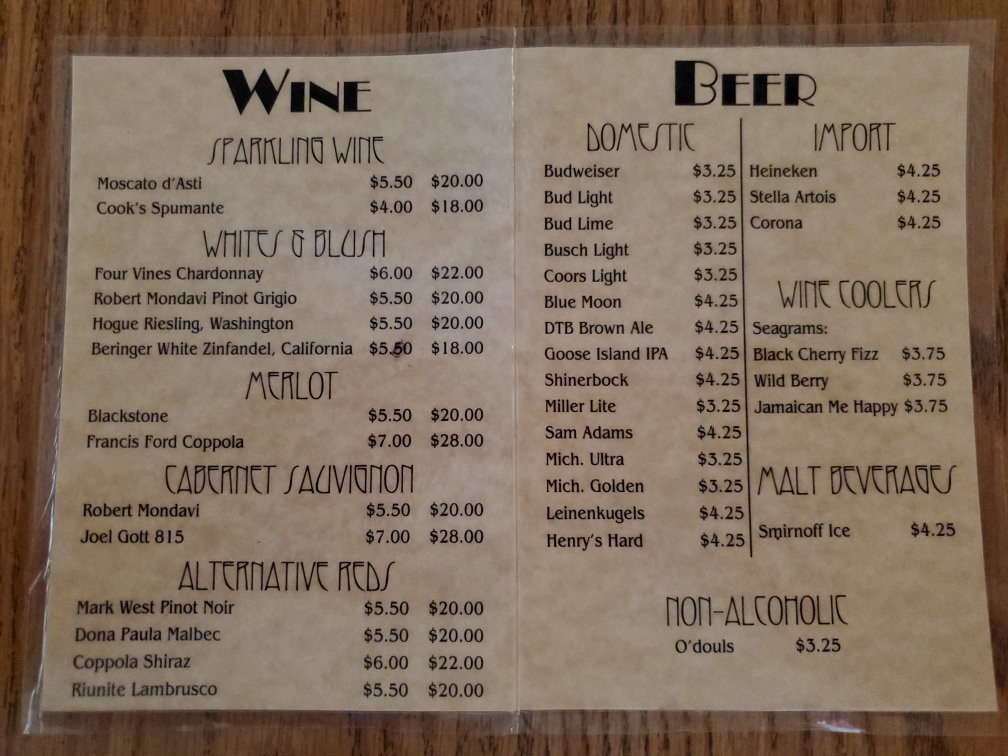 WINE
SPARKLING WINE
Moscato d'Asti $5.50 $20.00
Cook's Spumante $4.00 $18.00
WHITES & BLUSH
Four Vines Chardonnay $6.00 $22.00
Robert Mondavi Pinot Grigio $5.50 $20.00
Hogue Riesling, Washington $5.50 $20.00
Beringer White Zinfandel, California $5.50 $18.00
MERLOT
Blackstone $5.50 $20.00
Francis Ford Coppola $7.00 $28.00
CABERNET SAUVIGNON
Robert Mondavi $5.50 $20.00
Joel Gott 815 $7.00 $28.00
ALTERNATIVE REDS
Mark West Pinot Noir $5.50 $20.00
Dona Paula Malbec $5.50 $20.00
Coppola Shiraz $6.00 $22.00
Riunite Lambrusco $5.50 $20.00
BEER
DOMESTIC
Budweiser $3.25
Bud Light $3.25
Bud Lime $3.25
Busch Light $3.25
Coors Light $3.25
Blue Moon $4.25
DTB Brown Ale $4.25
Goose Island IPA $4.25
Shinerbock $4.25
Miller Lite $3.25
Sam Adams $4.25
Mich. Ultra $3.25
Mich. Golden $3.25
Leinenkugels $4.25
Henry's Hard $4.25
IMPORT
Heineken $4.25
Stella Artois $4.25
Corona $4.25
WINE COOLERS
Seagrams:
Black Cherry Fizz $3.75
Wild Berry $3.75
Jamaican Me Happy $3.75
MALT BEVERAGES
Smirnoff Ice $4.25
NON-ALCOHOLIC
O'douls $3.25